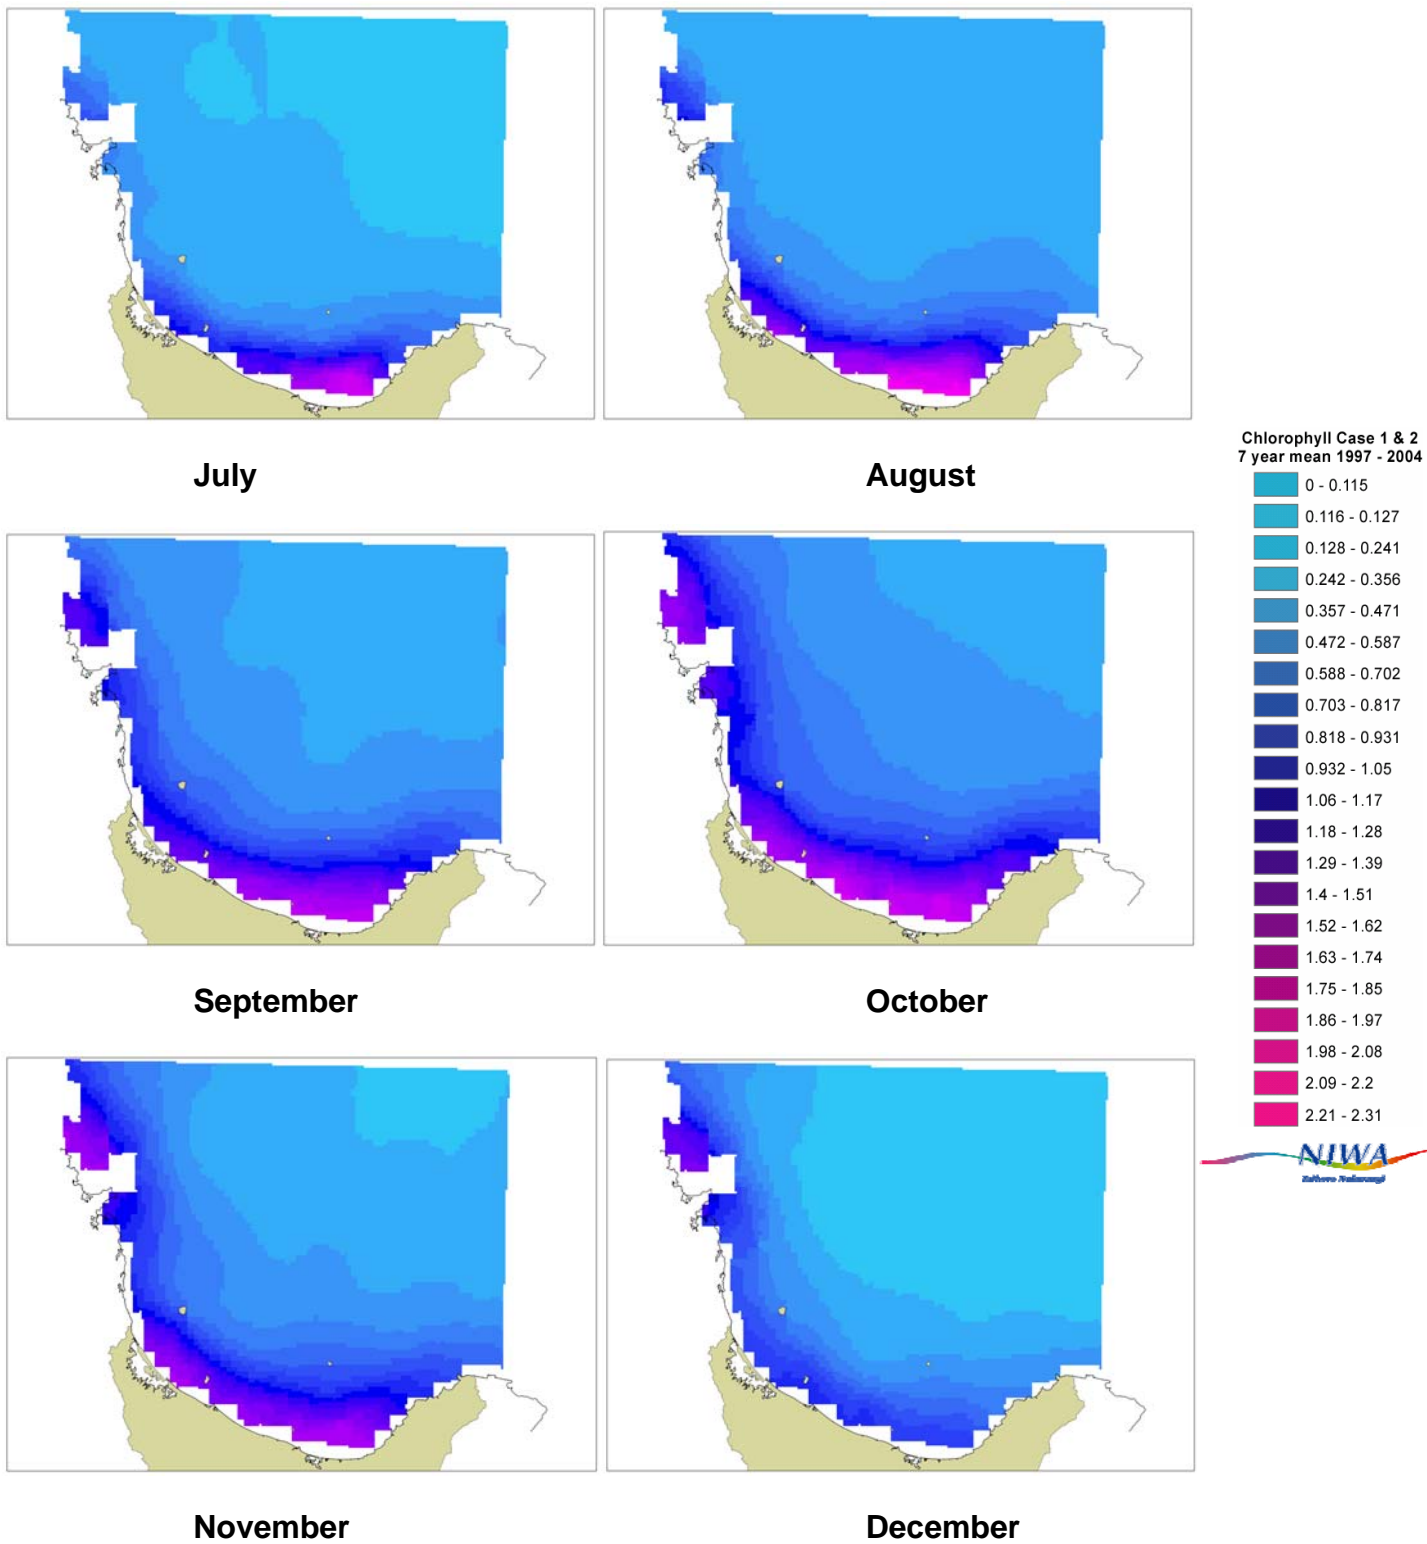 July
August
Chlorophyll Case 1 & 2
7 year mean 1997 - 2004
0 - 0.115
0.116 - 0.127
0.128 - 0.241
0.242 - 0.356
0.357 - 0.471
0.472 - 0.587
0.588 - 0.702
0.703 - 0.817
0.818 - 0.931
0.932 - 1.05
1.06 - 1.17
1.18 - 1.28
1.29 - 1.39
1.4 - 1.51
1.52 - 1.62
1.63 - 1.74
1.75 - 1.85
1.86 - 1.97
1.98 - 2.08
2.09 - 2.2
2.21 - 2.31
NIWA
Taihoro Nukurangi
September
October
November
December